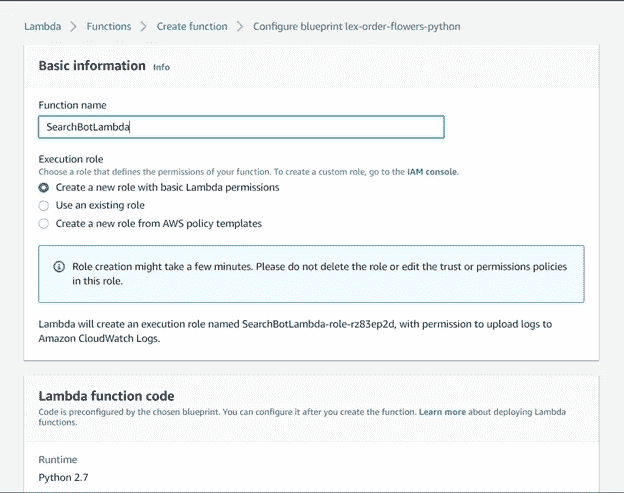 Lambda > Functions > Create function > Configure blueprint lex-order-flowers-python
Basic information Info
Function name
SearchBotLambda
Execution role
Choose a role that defines the permissions of your function. To create a custom role, go to the IAM console.
Create a new role with basic Lambda permissions
Use an existing role
Create a new role from AWS policy templates
Role creation might take a few minutes. Please do not delete the role or edit the trust or permissions policies
in this role.
Lambda will create an execution role named SearchBotLambda-role-rz83ep2d, with permission to upload logs to
Amazon CloudWatch Logs.
Lambda function code
Code is preconfigured by the chosen blueprint. You can configure it after you create the function. Learn more about deploying Lambda
functions.
Runtime
Python 2.7